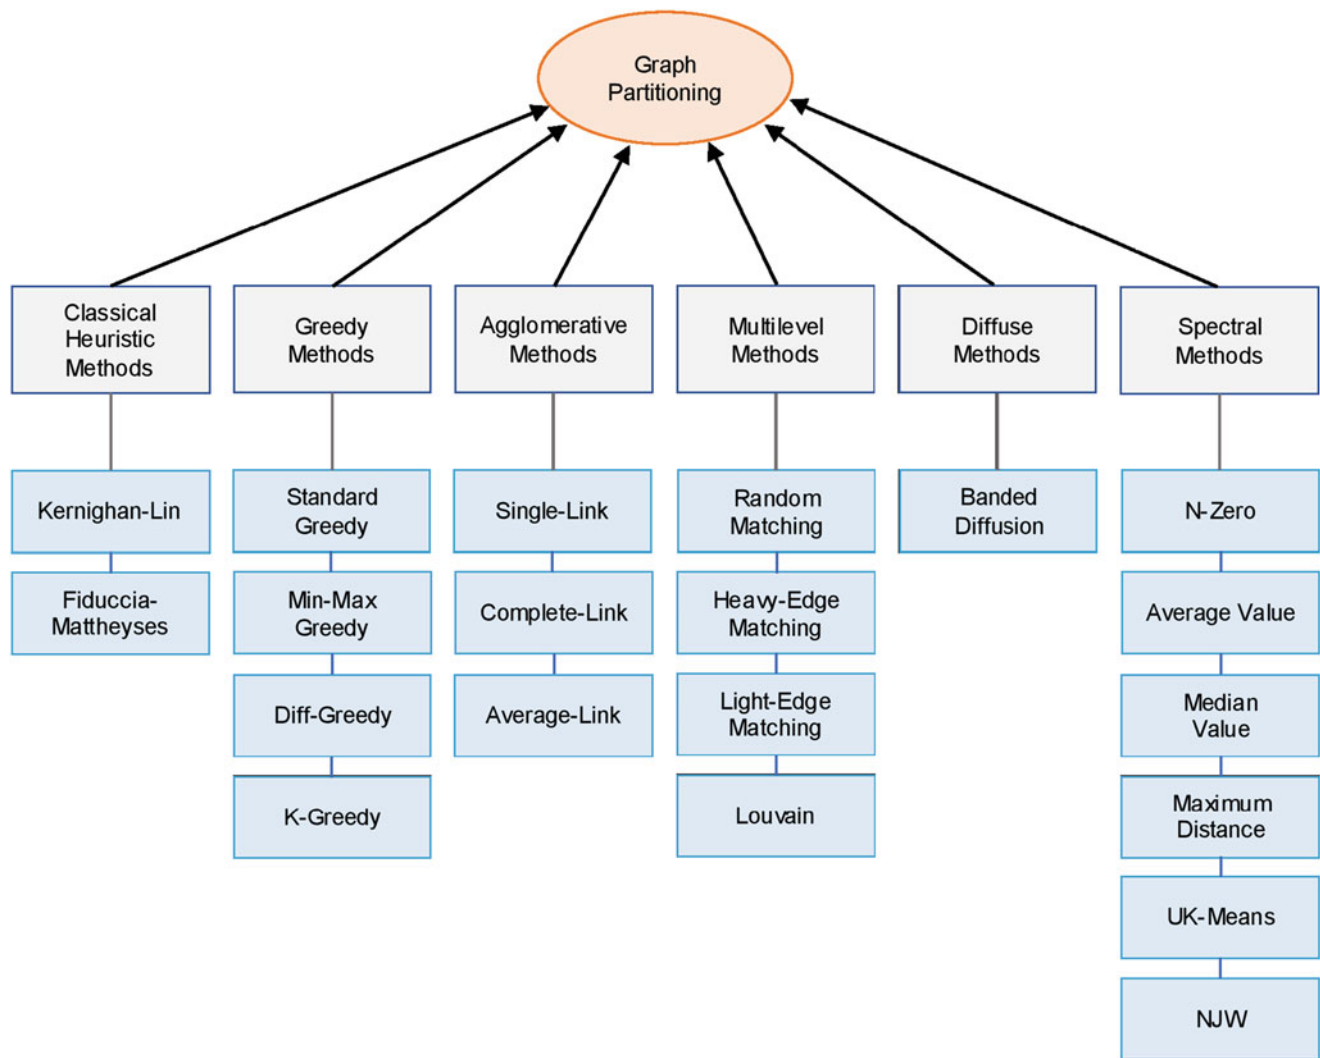 Graph
Partitioning
Classical
Heuristic
Methods
Greedy
Methods
Agglomerative
Methods
Multilevel
Methods
Diffuse
Methods
Spectral
Methods
Kernighan-Lin
Fiduccia-
Mattheyses
Standard
Greedy
Min-Max
Greedy
Diff-Greedy
K-Greedy
Single-Link
Complete-Link
Average-Link
Random
Matching
Heavy-Edge
Matching
Light-Edge
Matching
Louvain
Banded
Diffusion
N-Zero
Average Value
Median
Value
Maximum
Distance
UK-Means
NJW